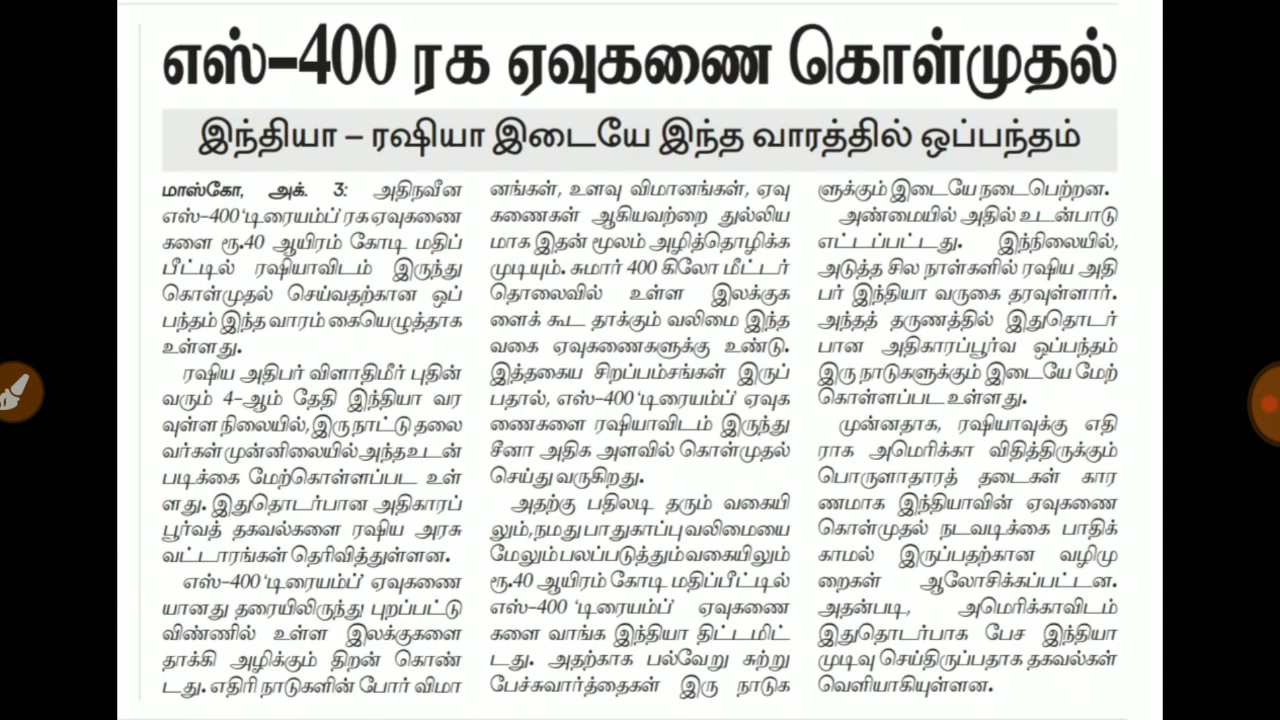 எஸ்–400 ரக ஏவுகணை கொள்முதல்
இந்தியா – ரஷியா இடையே இந்த வாரத்தில் ஒப்பந்தம்
மாஸ்கோ, அக். 3: அதிநவீன
எஸ்–400 ‘டிரையம்ப்’ ரக ஏவுகணை
களை ரூ.40 ஆயிரம் கோடி மதிப்
பீட்டில் ரஷியாவிடம் இருந்து
கொள்முதல் செய்வதற்கான ஒப்
பந்தம் இந்த வாரம் கையெழுத்தாக
உள்ளது.
ரஷிய அதிபர் விளாதிமீர் புதின்
வரும் 4-ஆம் தேதி இந்தியா வர
வுள்ள நிலையில், இரு நாட்டு தலை
வர்கள் முன்னிலையில் அந்த உடன்
படிக்கை மேற்கொள்ளப்பட உள்
ளது. இதுதொடர்பான அதிகாரப்
பூர்வத் தகவல்களை ரஷிய அரசு
வட்டாரங்கள் தெரிவித்துள்ளன.
எஸ்–400 ‘டிரையம்ப்’ ஏவுகணை
யானது தரையிலிருந்து புறப்பட்டு
விண்ணில் உள்ள இலக்குகளை
தாக்கி அழிக்கும் திறன் கொண்
டது. எதிரி நாடுகளின் போர் விமா
னங்கள், உளவு விமானங்கள், ஏவு
கணைகள் ஆகியவற்றை துல்லிய
மாக இதன் மூலம் அழித்தொழிக்க
முடியும். சுமார் 400 கிலோ மீட்டர்
தொலைவில் உள்ள இலக்குக
ளைக் கூட தாக்கும் வலிமை இந்த
வகை ஏவுகணைகளுக்கு உண்டு.
இத்தகைய சிறப்பம்சங்கள் இருப்
பதால், எஸ்–400 ‘டிரையம்ப்’ ஏவுக
ணைகளை ரஷியாவிடம் இருந்து
சீனா அதிக அளவில் கொள்முதல்
செய்து வருகிறது.
அதற்கு பதிலடி தரும் வகையி
லும், நமது பாதுகாப்பு வலிமையை
மேலும் பலப்படுத்தும் வகையிலும்
ரூ.40 ஆயிரம் கோடி மதிப்பீட்டில்
எஸ்–400 ‘டிரையம்ப்’ ஏவுகணை
களை வாங்க இந்தியா திட்டமிட்
டது. அதற்காக பல்வேறு சுற்று
பேச்சுவார்த்தைகள் இரு நாடுக
ளுக்கும் இடையே நடைபெற்றன.
அண்மையில் அதில் உடன்பாடு
எட்டப்பட்டது. இந்நிலையில்,
அடுத்த சில நாள்களில் ரஷிய அதி
பர் இந்தியா வருகை தரவுள்ளார்.
அந்தத் தருணத்தில் இதுதொடர்
பான அதிகாரப்பூர்வ ஒப்பந்தம்
இரு நாடுகளுக்கும் இடையே மேற்
கொள்ளப்பட உள்ளது.
முன்னதாக, ரஷியாவுக்கு எதி
ராக அமெரிக்கா விதித்திருக்கும்
பொருளாதாரத் தடைகள் கார
ணமாக இந்தியாவின் ஏவுகணை
கொள்முதல் நடவடிக்கை பாதிக்
காமல் இருப்பதற்கான வழிமு
றைகள் ஆலோசிக்கப்பட்டன.
அதன்படி, அமெரிக்காவிடம்
இதுதொடர்பாக பேச இந்தியா
முடிவு செய்திருப்பதாக தகவல்கள்
வெளியாகியுள்ளன.